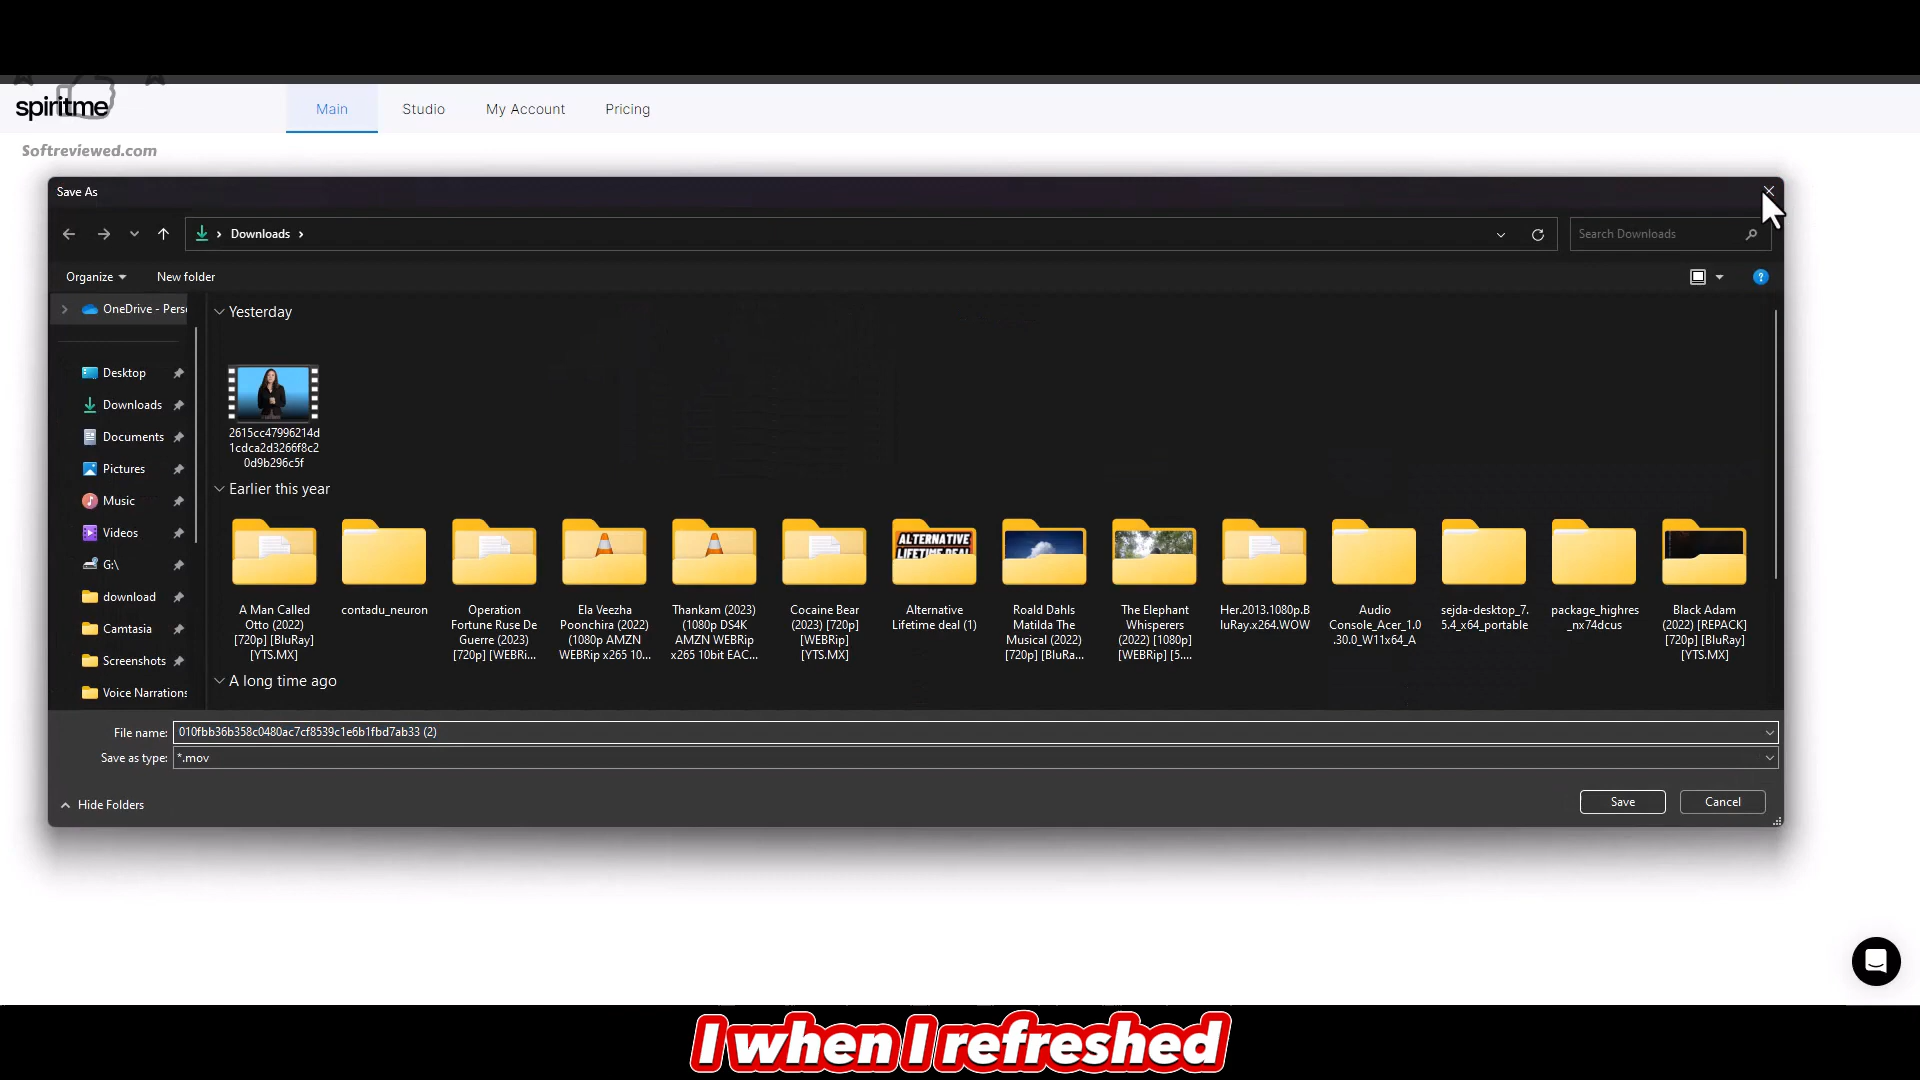 spiritme
Main
Studio
My Account
Pricing
Softreviewed.com
Save As
Downloads
Search Downloads
Organize
New folder
OneDrive - Pers
Desktop
Downloads
Documents
Pictures
Music
Videos
G:\
download
Camtasia
Screenshots
Voice Narrations
Yesterday
2615cc47996214d
1cdca2d3266f8c2
0d9b296c5f
Earlier this year
ALTERNATIVE
LIFETIME DEAL
A Man Called
Otto (2022)
[720p] [BluRay]
[YTS.MX]
contadu_neuron
Operation
Fortune Ruse De
Guerre (2023)
[720p] [WEBRi...
Ela Veezha
Poonchira (2022)
(1080p AMZN
WEBRip x265 10...
Thankam (2023)
(1080p DS4K
AMZN WEBRip
x265 10bit EAC...
Cocaine Bear
(2023) [720p]
[WEBRip]
[YTS.MX]
Alternative
Lifetime deal (1)
Roald Dahls
Matilda The
Musical (2022)
[720p] [BluRa...
The Elephant
Whisperers
(2022) [1080p]
[WEBRip] [5....
Her.2013.1080p.B
luRay.x264.WOW
Audio
Console_Acer_1.0
.30.0_W11x64_A
sejda-desktop_7.
5.4_x64_portable
package_highres
_nx74dcus
Black Adam
(2022) [REPACK]
[720p] [BluRay]
[YTS.MX]
A long time ago
File name:
010fbb36b358c0480ac7cf8539c1e6b1fbd7ab33 (2)
Save as type:
*.mov
Hide Folders
Save
Cancel
I when I refreshed